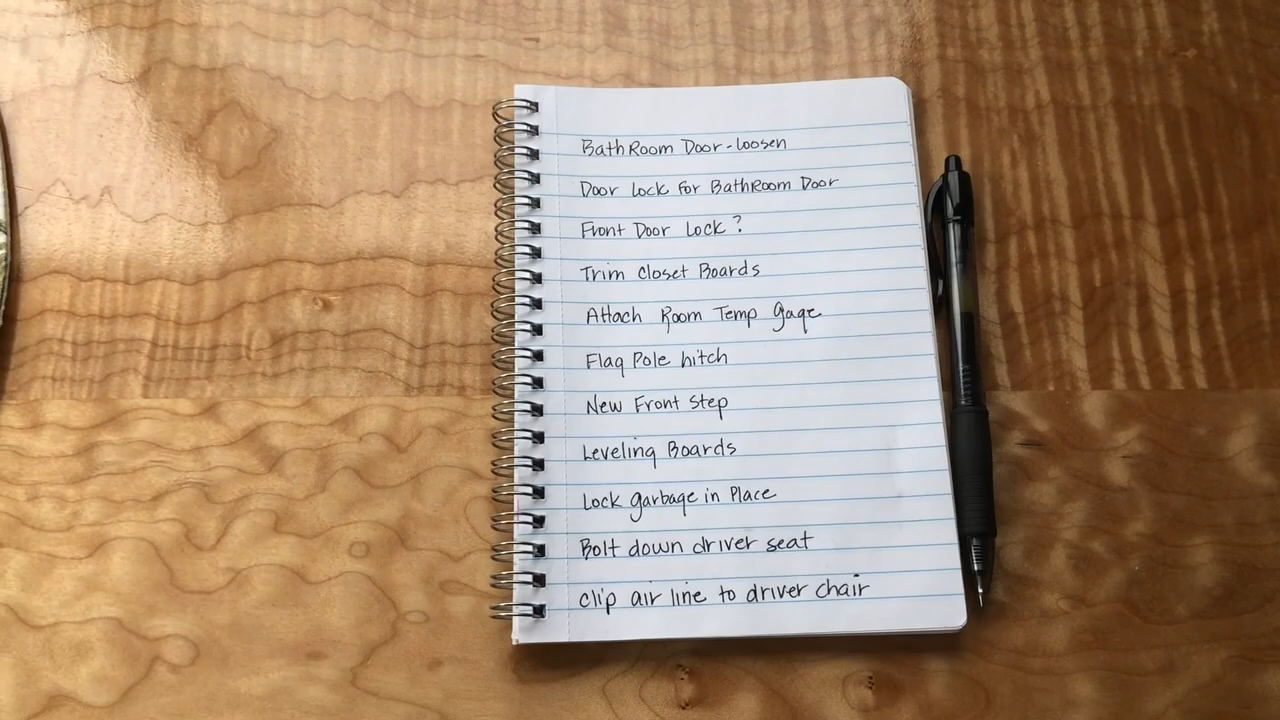 BathRoom Door-loosen
Door Lock For BathRoom Door
Front Door Lock?
Trim Closet Boards
Attach Room Temp Gage
Flag Pole hitch
New Front Step
Leveling Boards
Lock garbage in Place
Bolt down driver seat
clip air line to driver chair